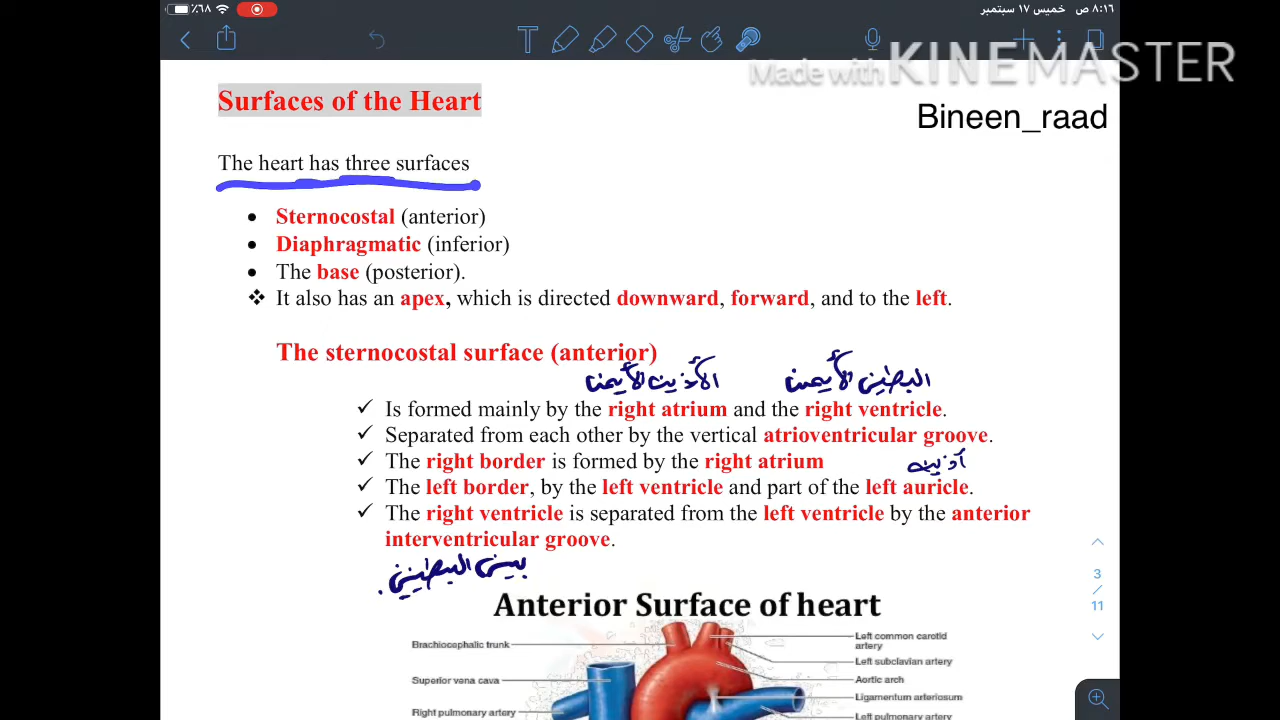 ٪٦٨ ٨:١٦ ص خميس ١٧ سبتمبر
Made with KINEMASTER
Surfaces of the Heart
Bineen_raad
The heart has three surfaces
• Sternocostal (anterior)
• Diaphragmatic (inferior)
• The base (posterior).
❖ It also has an apex, which is directed downward, forward, and to the left.
The sternocostal surface (anterior)
الأذين الأيمن البطين الأيمن
✓ Is formed mainly by the right atrium and the right ventricle.
✓ Separated from each other by the vertical atrioventricular groove.
✓ The right border is formed by the right atrium
أذين
✓ The left border, by the left ventricle and part of the left auricle.
✓ The right ventricle is separated from the left ventricle by the anterior
interventricular groove.
بين البطينين.
3
/
11
Anterior Surface of heart
Brachiocephalic trunk
Left common carotid
artery
Left subclavian artery
Superior vena cava
Aortic arch
Ligamentum arteriosum
Right pulmonary artery
Left pulmonary artery